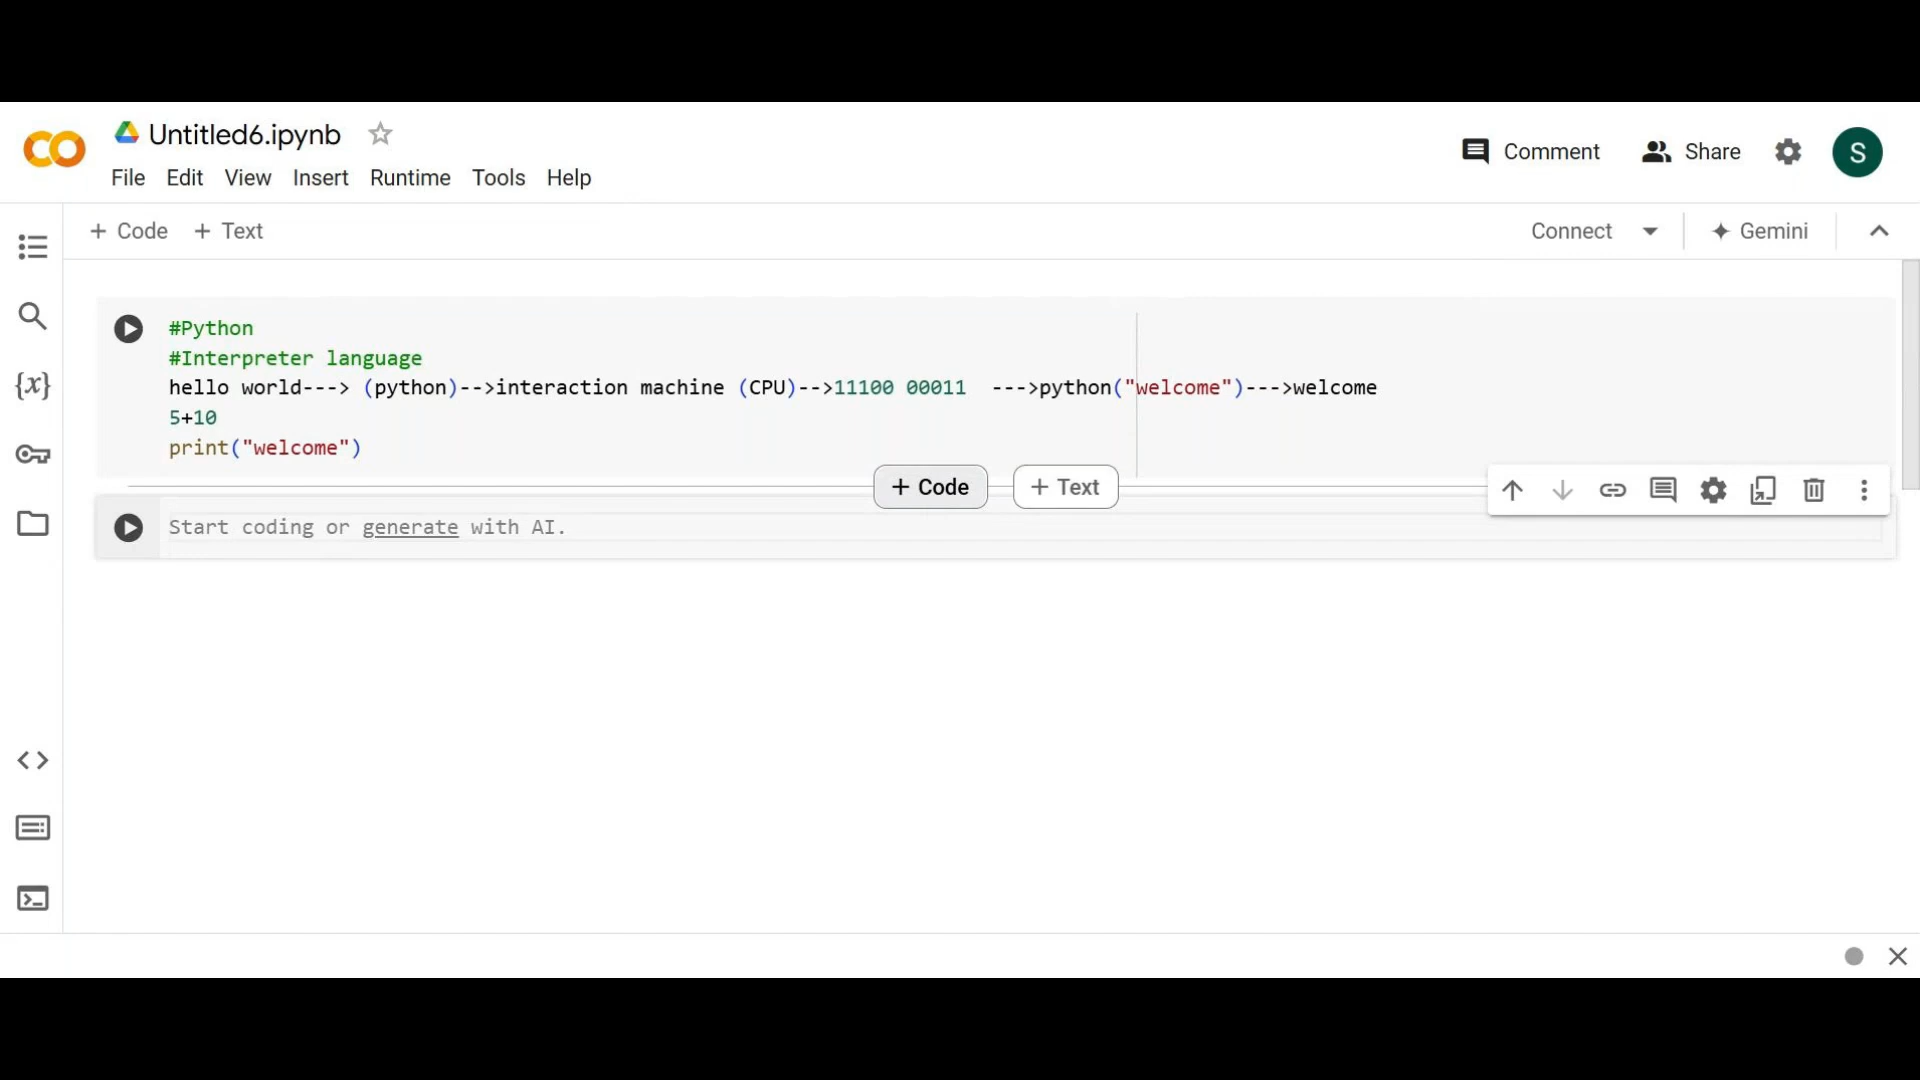 Untitled6.ipynb
File Edit View Insert Runtime Tools Help
Comment Share S
+ Code + Text
Connect Gemini
{x}
#Python
#Interpreter language
hello world---> (python)-->interaction machine (CPU)-->11100 00011  --->python("welcome")--->welcome
5+10
print("welcome")
+ Code + Text
Start coding or generate with AI.